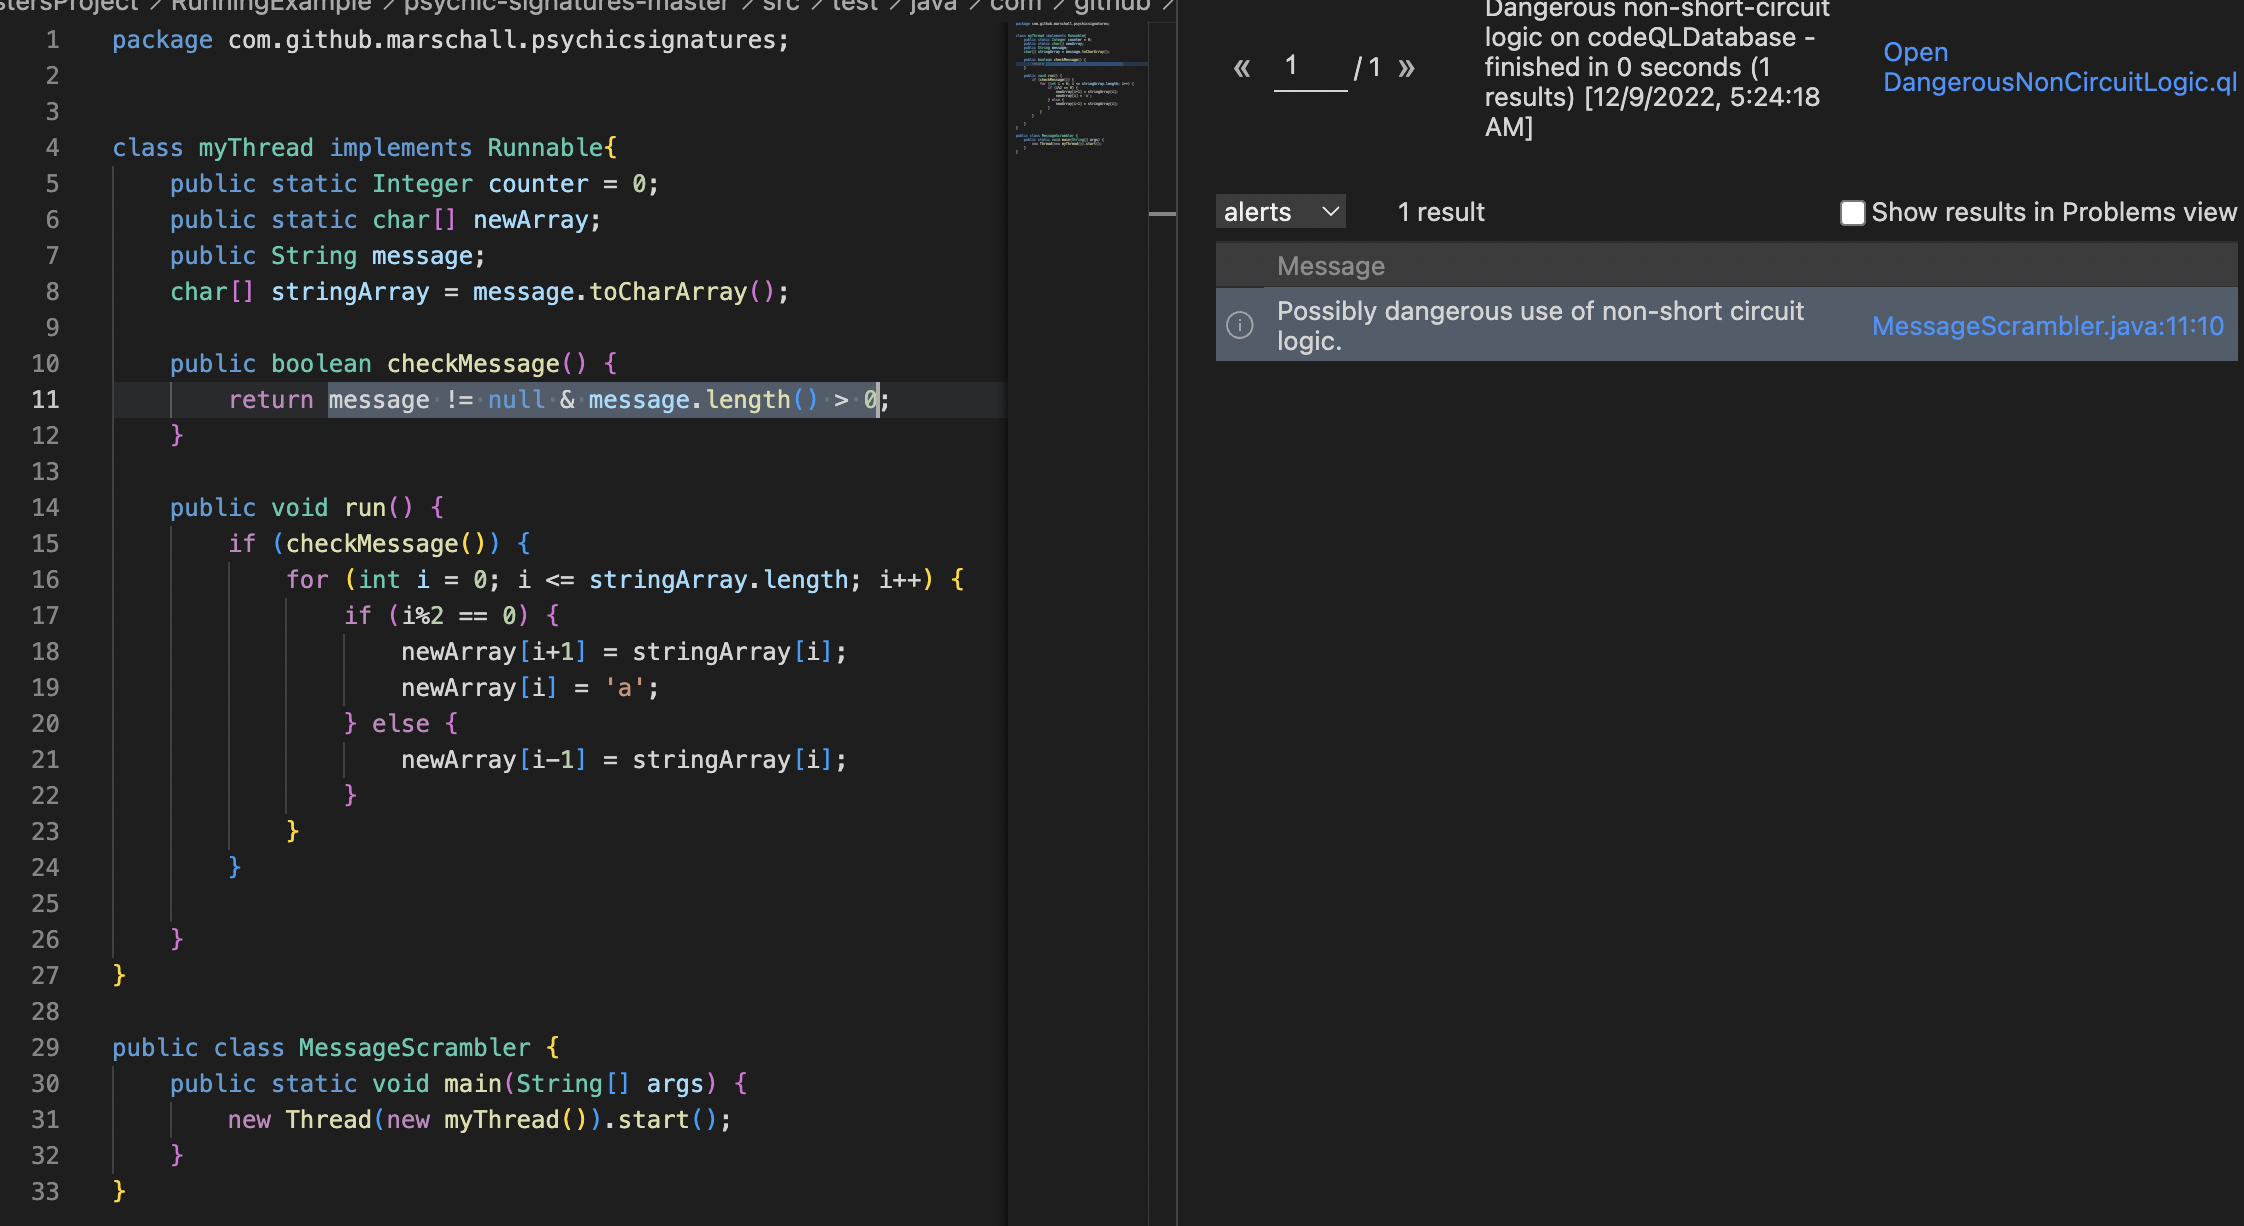 stersProject > RunningExample > psychic-signatures-master > src > test > java > com > github >
1 package com.github.marschall.psychicsignatures;
2
3
4 class myThread implements Runnable{
5     public static Integer counter = 0;
6     public static char[] newArray;
7     public String message;
8     char[] stringArray = message.toCharArray();
9
10     public boolean checkMessage() {
11         return message != null & message.length() > 0;
12     }
13
14     public void run() {
15         if (checkMessage()) {
16             for (int i = 0; i <= stringArray.length; i++) {
17                 if (i%2 == 0) {
18                     newArray[i+1] = stringArray[i];
19                     newArray[i] = 'a';
20                 } else {
21                     newArray[i-1] = stringArray[i];
22                 }
23             }
24         }
25
26     }
27 }
28
29 public class MessageScrambler {
30     public static void main(String[] args) {
31         new Thread(new myThread()).start();
32     }
33 }
« 1 / 1 »
Dangerous non-short-circuit
logic on codeQLDatabase -
finished in 0 seconds (1
results) [12/9/2022, 5:24:18
AM]
Open
DangerousNonCircuitLogic.ql
alerts 1 result Show results in Problems view
Message
Possibly dangerous use of non-short circuit
logic.
MessageScrambler.java:11:10